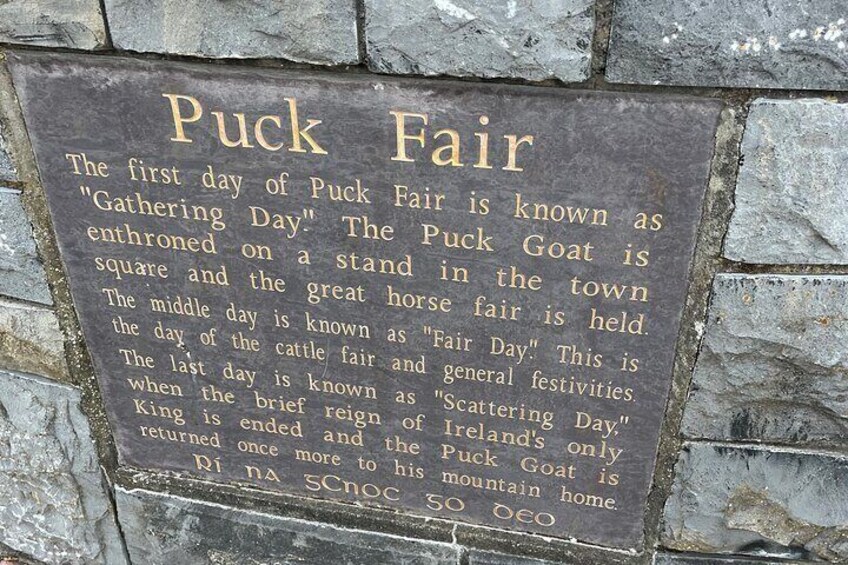 Puck Fair
The first day of Puck Fair is known as
"Gathering Day." The Puck Goat is
enthroned on a stand in the town
square and the great horse fair is held.
The middle day is known as "Fair Day." This is
the day of the cattle fair and general festivities.
The last day is known as "Scattering Day,"
when the brief reign of Ireland's only
King is ended and the Puck Goat is
returned once more to his mountain home.
Rí na gCnoc go deo